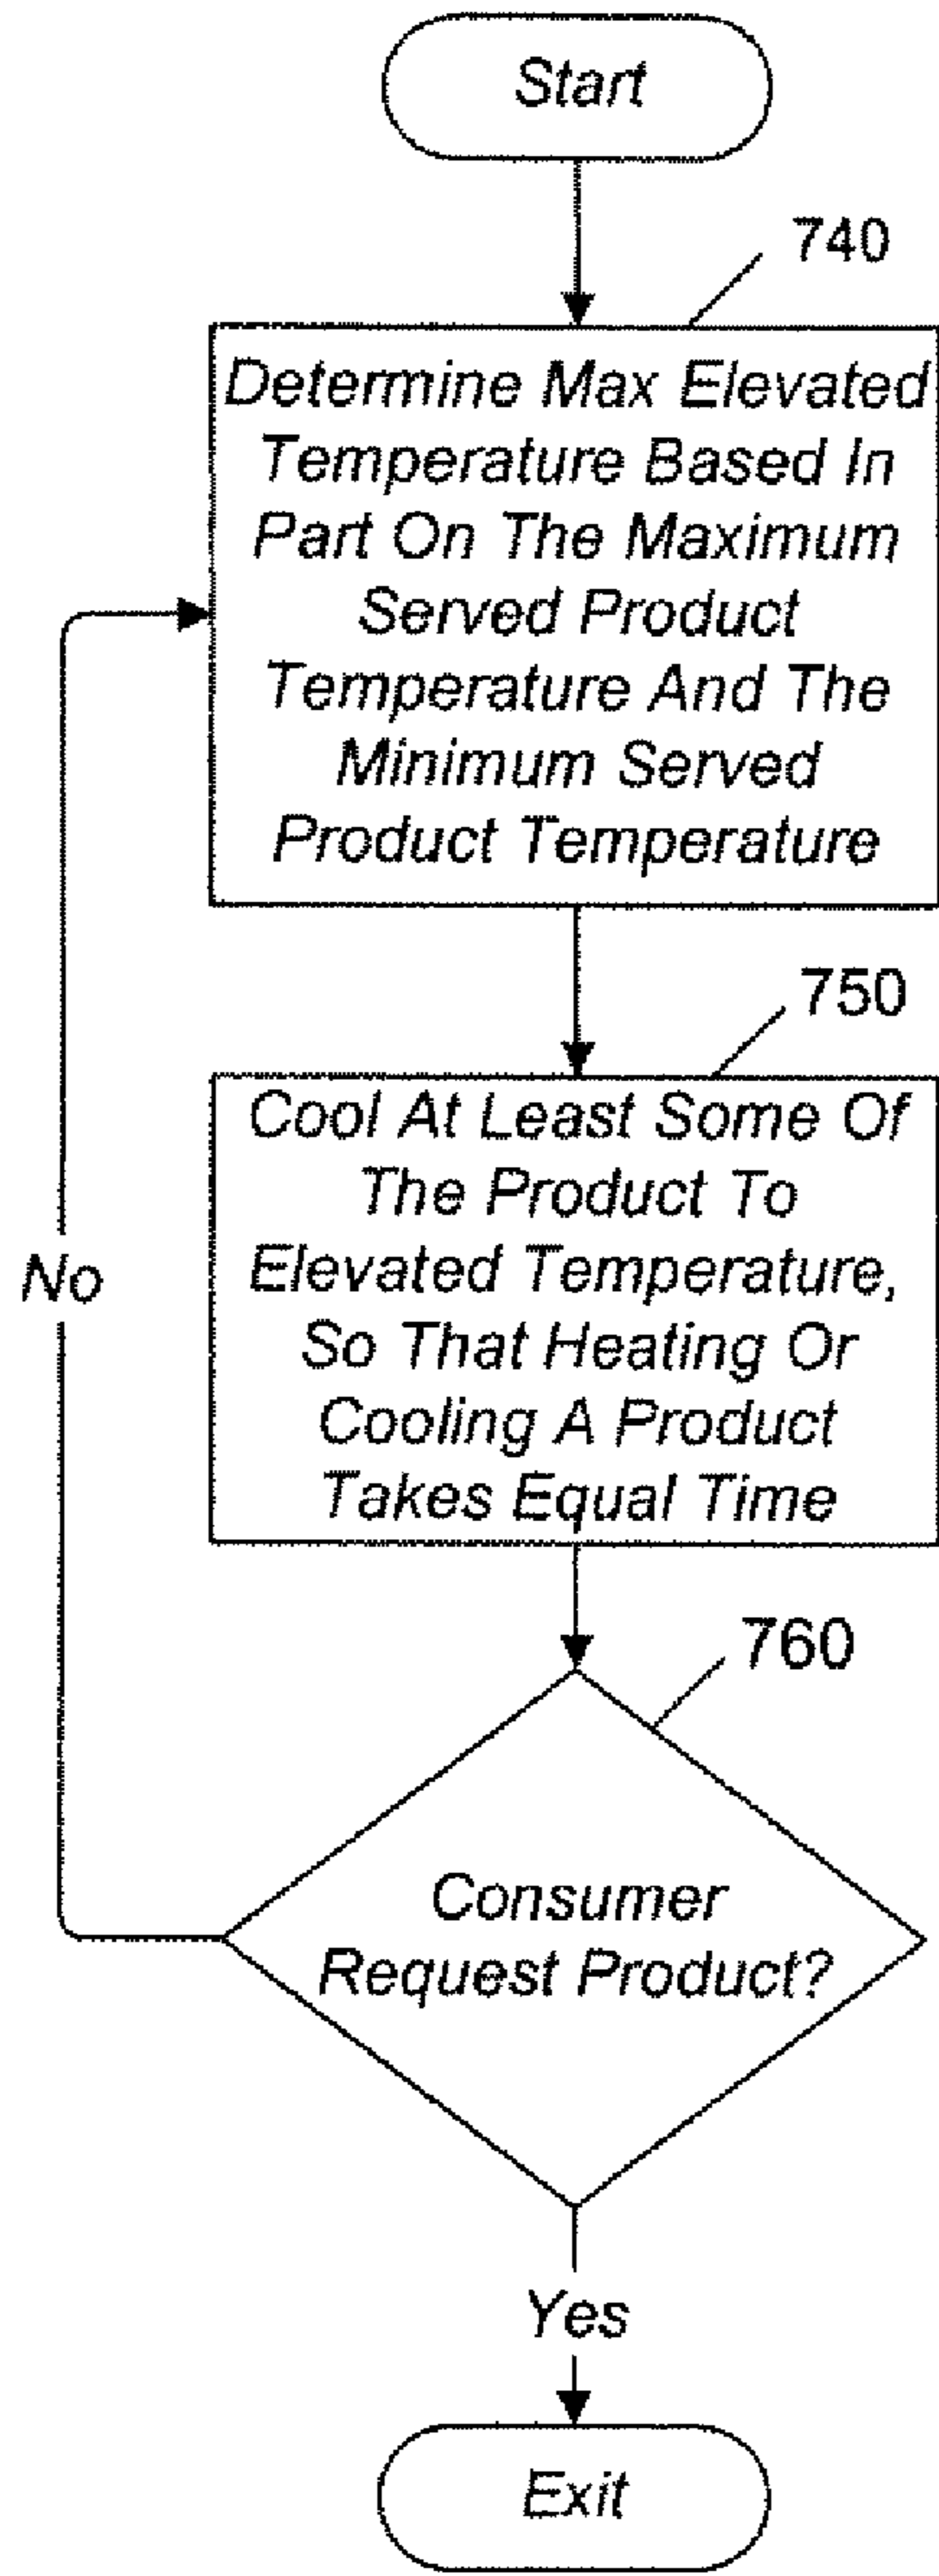 Start
740
Determine Max Elevated
Temperature Based In
Part On The Maximum
Served Product
Temperature And The
Minimum Served
Product Temperature
750
Cool At Least Some Of
The Product To
Elevated Temperature,
So That Heating Or
Cooling A Product
Takes Equal Time
No
760
Consumer
Request Product?
Yes
Exit